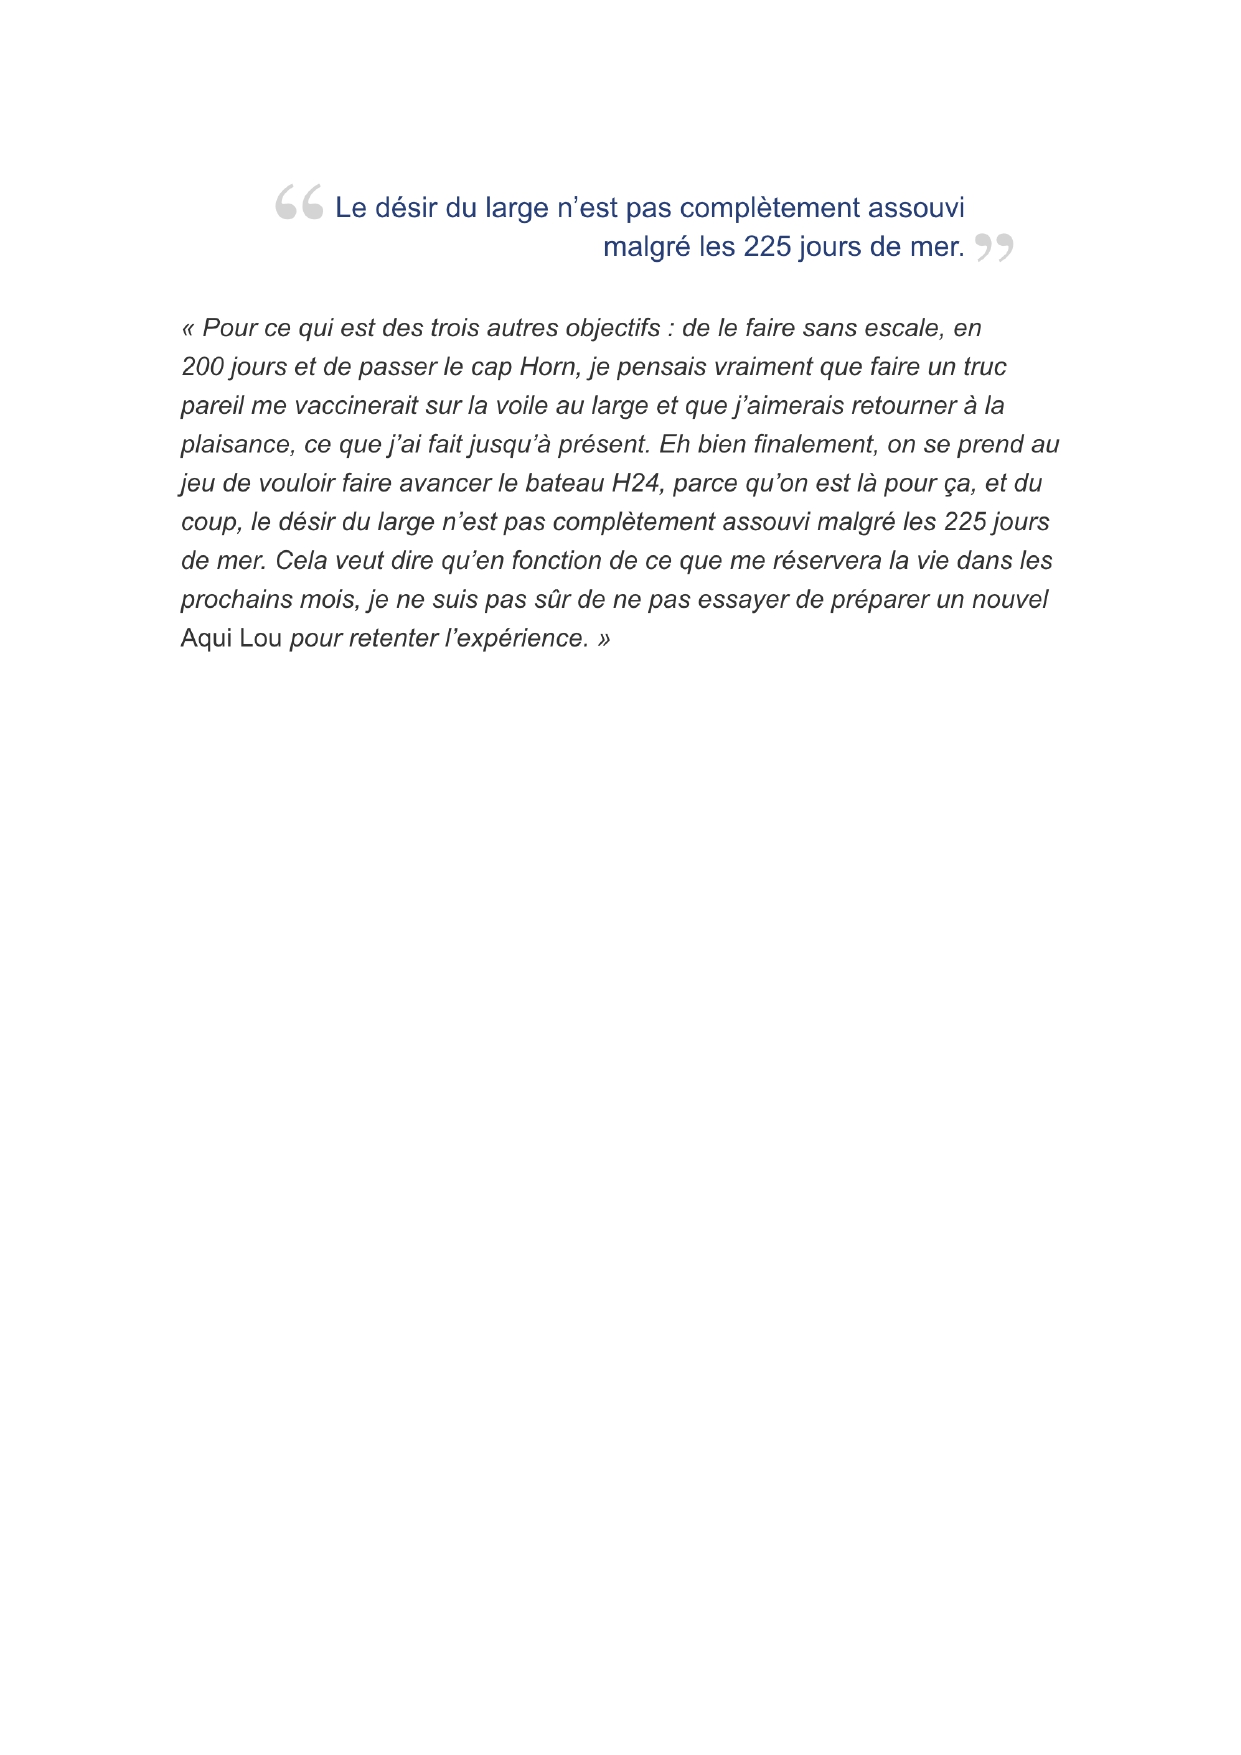 “ Le désir du large n’est pas complètement assouvi
malgré les 225 jours de mer. ”
« Pour ce qui est des trois autres objectifs : de le faire sans escale, en
200 jours et de passer le cap Horn, je pensais vraiment que faire un truc
pareil me vaccinerait sur la voile au large et que j’aimerais retourner à la
plaisance, ce que j’ai fait jusqu’à présent. Eh bien finalement, on se prend au
jeu de vouloir faire avancer le bateau H24, parce qu’on est là pour ça, et du
coup, le désir du large n’est pas complètement assouvi malgré les 225 jours
de mer. Cela veut dire qu’en fonction de ce que me réservera la vie dans les
prochains mois, je ne suis pas sûr de ne pas essayer de préparer un nouvel
Aqui Lou pour retenter l’expérience. »